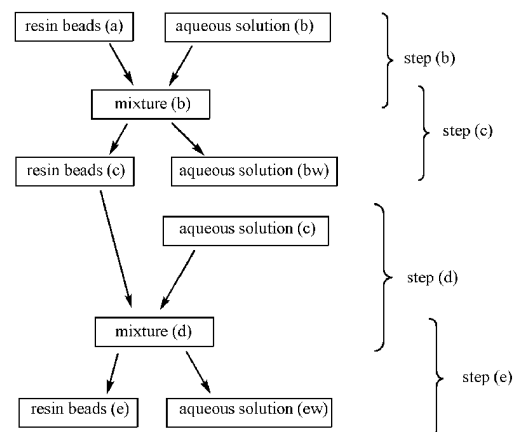 resin beads (a)
aqueous solution (b)
step (b)
mixture (b)
step (c)
resin beads (c)
aqueous solution (bw)
aqueous solution (c)
step (d)
mixture (d)
step (e)
resin beads (e)
aqueous solution (ew)